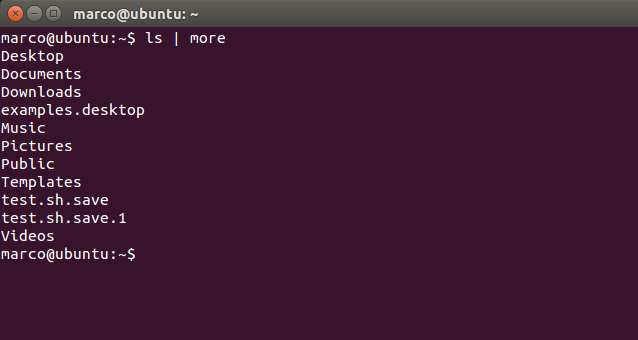 marco@ubuntu: ~
marco@ubuntu:~$ ls | more
Desktop
Documents
Downloads
examples.desktop
Music
Pictures
Public
Templates
test.sh.save
test.sh.save.1
Videos
marco@ubuntu:~$